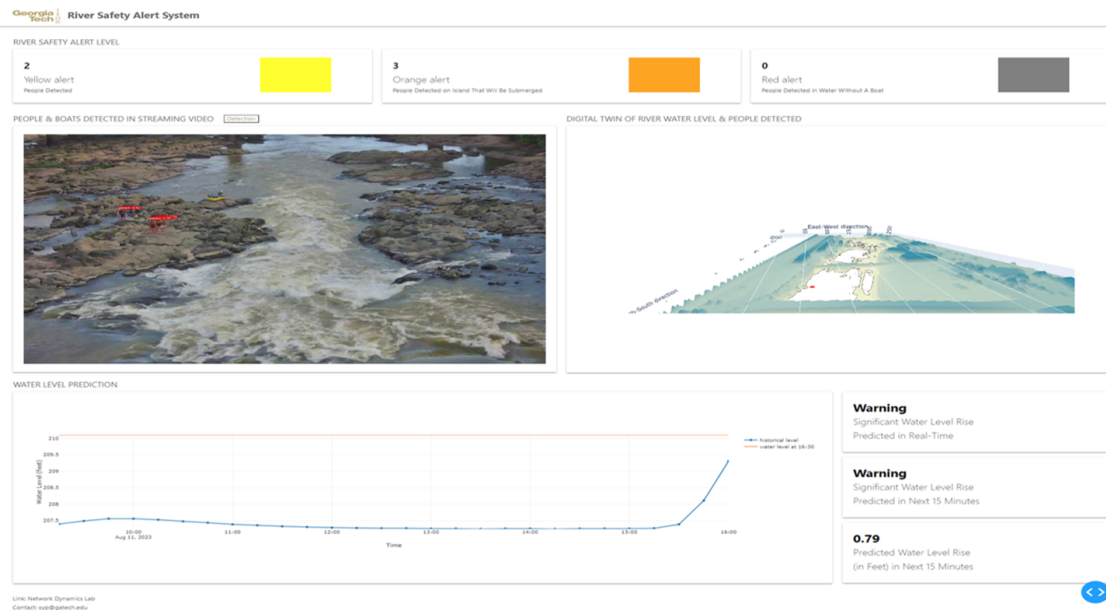 Georgia
Tech
River Safety Alert System
RIVER SAFETY ALERT LEVEL
2
Yellow alert
People Detected
3
Orange alert
People Detected on Island That Will Be Submerged
0
Red alert
People Detected in Water Without A Boat
PEOPLE & BOATS DETECTED IN STREAMING VIDEO
Detection
DIGITAL TWIN OF RIVER WATER LEVEL & PEOPLE DETECTED
East-West direction
h-South direction
WATER LEVEL PREDICTION
Water Level (feet)
210
209.5
209
208.5
208
207.5
10:00
Aug 11, 2023
11:00
12:00
13:00
14:00
15:00
16:00
Time
historical level
water level at 16:30
Warning
Significant Water Level Rise
Predicted in Real-Time
Warning
Significant Water Level Rise
Predicted in Next 15 Minutes
0.79
Predicted Water Level Rise
(in Feet) in Next 15 Minutes
Link: Network Dynamics Lab